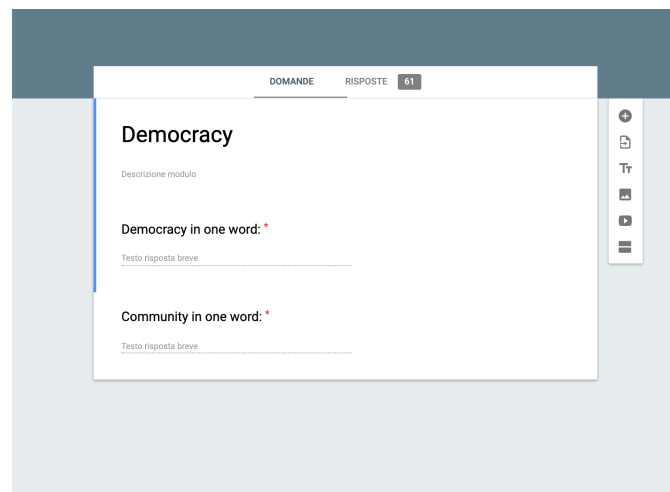 DOMANDE RISPOSTE 61
Democracy
Descrizione modulo
Democracy in one word: *
Testo risposta breve
Community in one word: *
Testo risposta breve
Tт